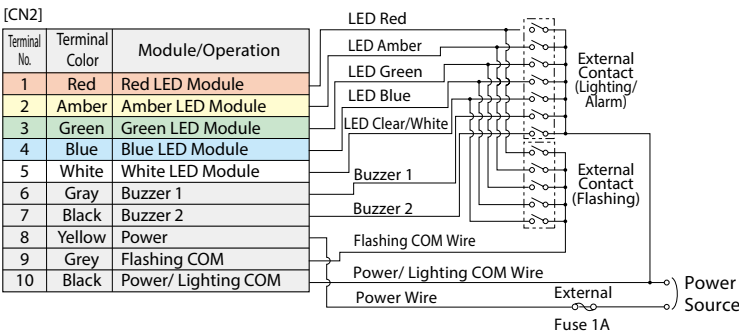 [CN2]
Terminal No. Terminal Color Module/Operation
1 Red Red LED Module
2 Amber Amber LED Module
3 Green Green LED Module
4 Blue Blue LED Module
5 White White LED Module
6 Gray Buzzer 1
7 Black Buzzer 2
8 Yellow Power
9 Grey Flashing COM
10 Black Power/ Lighting COM
LED Red
LED Amber
LED Green
LED Blue
LED Clear/White
Buzzer 1
Buzzer 2
Flashing COM Wire
Power/ Lighting COM Wire
Power Wire
External
Fuse 1A
External
Contact
(Lighting/
Alarm)
External
Contact
(Flashing)
Power
Source